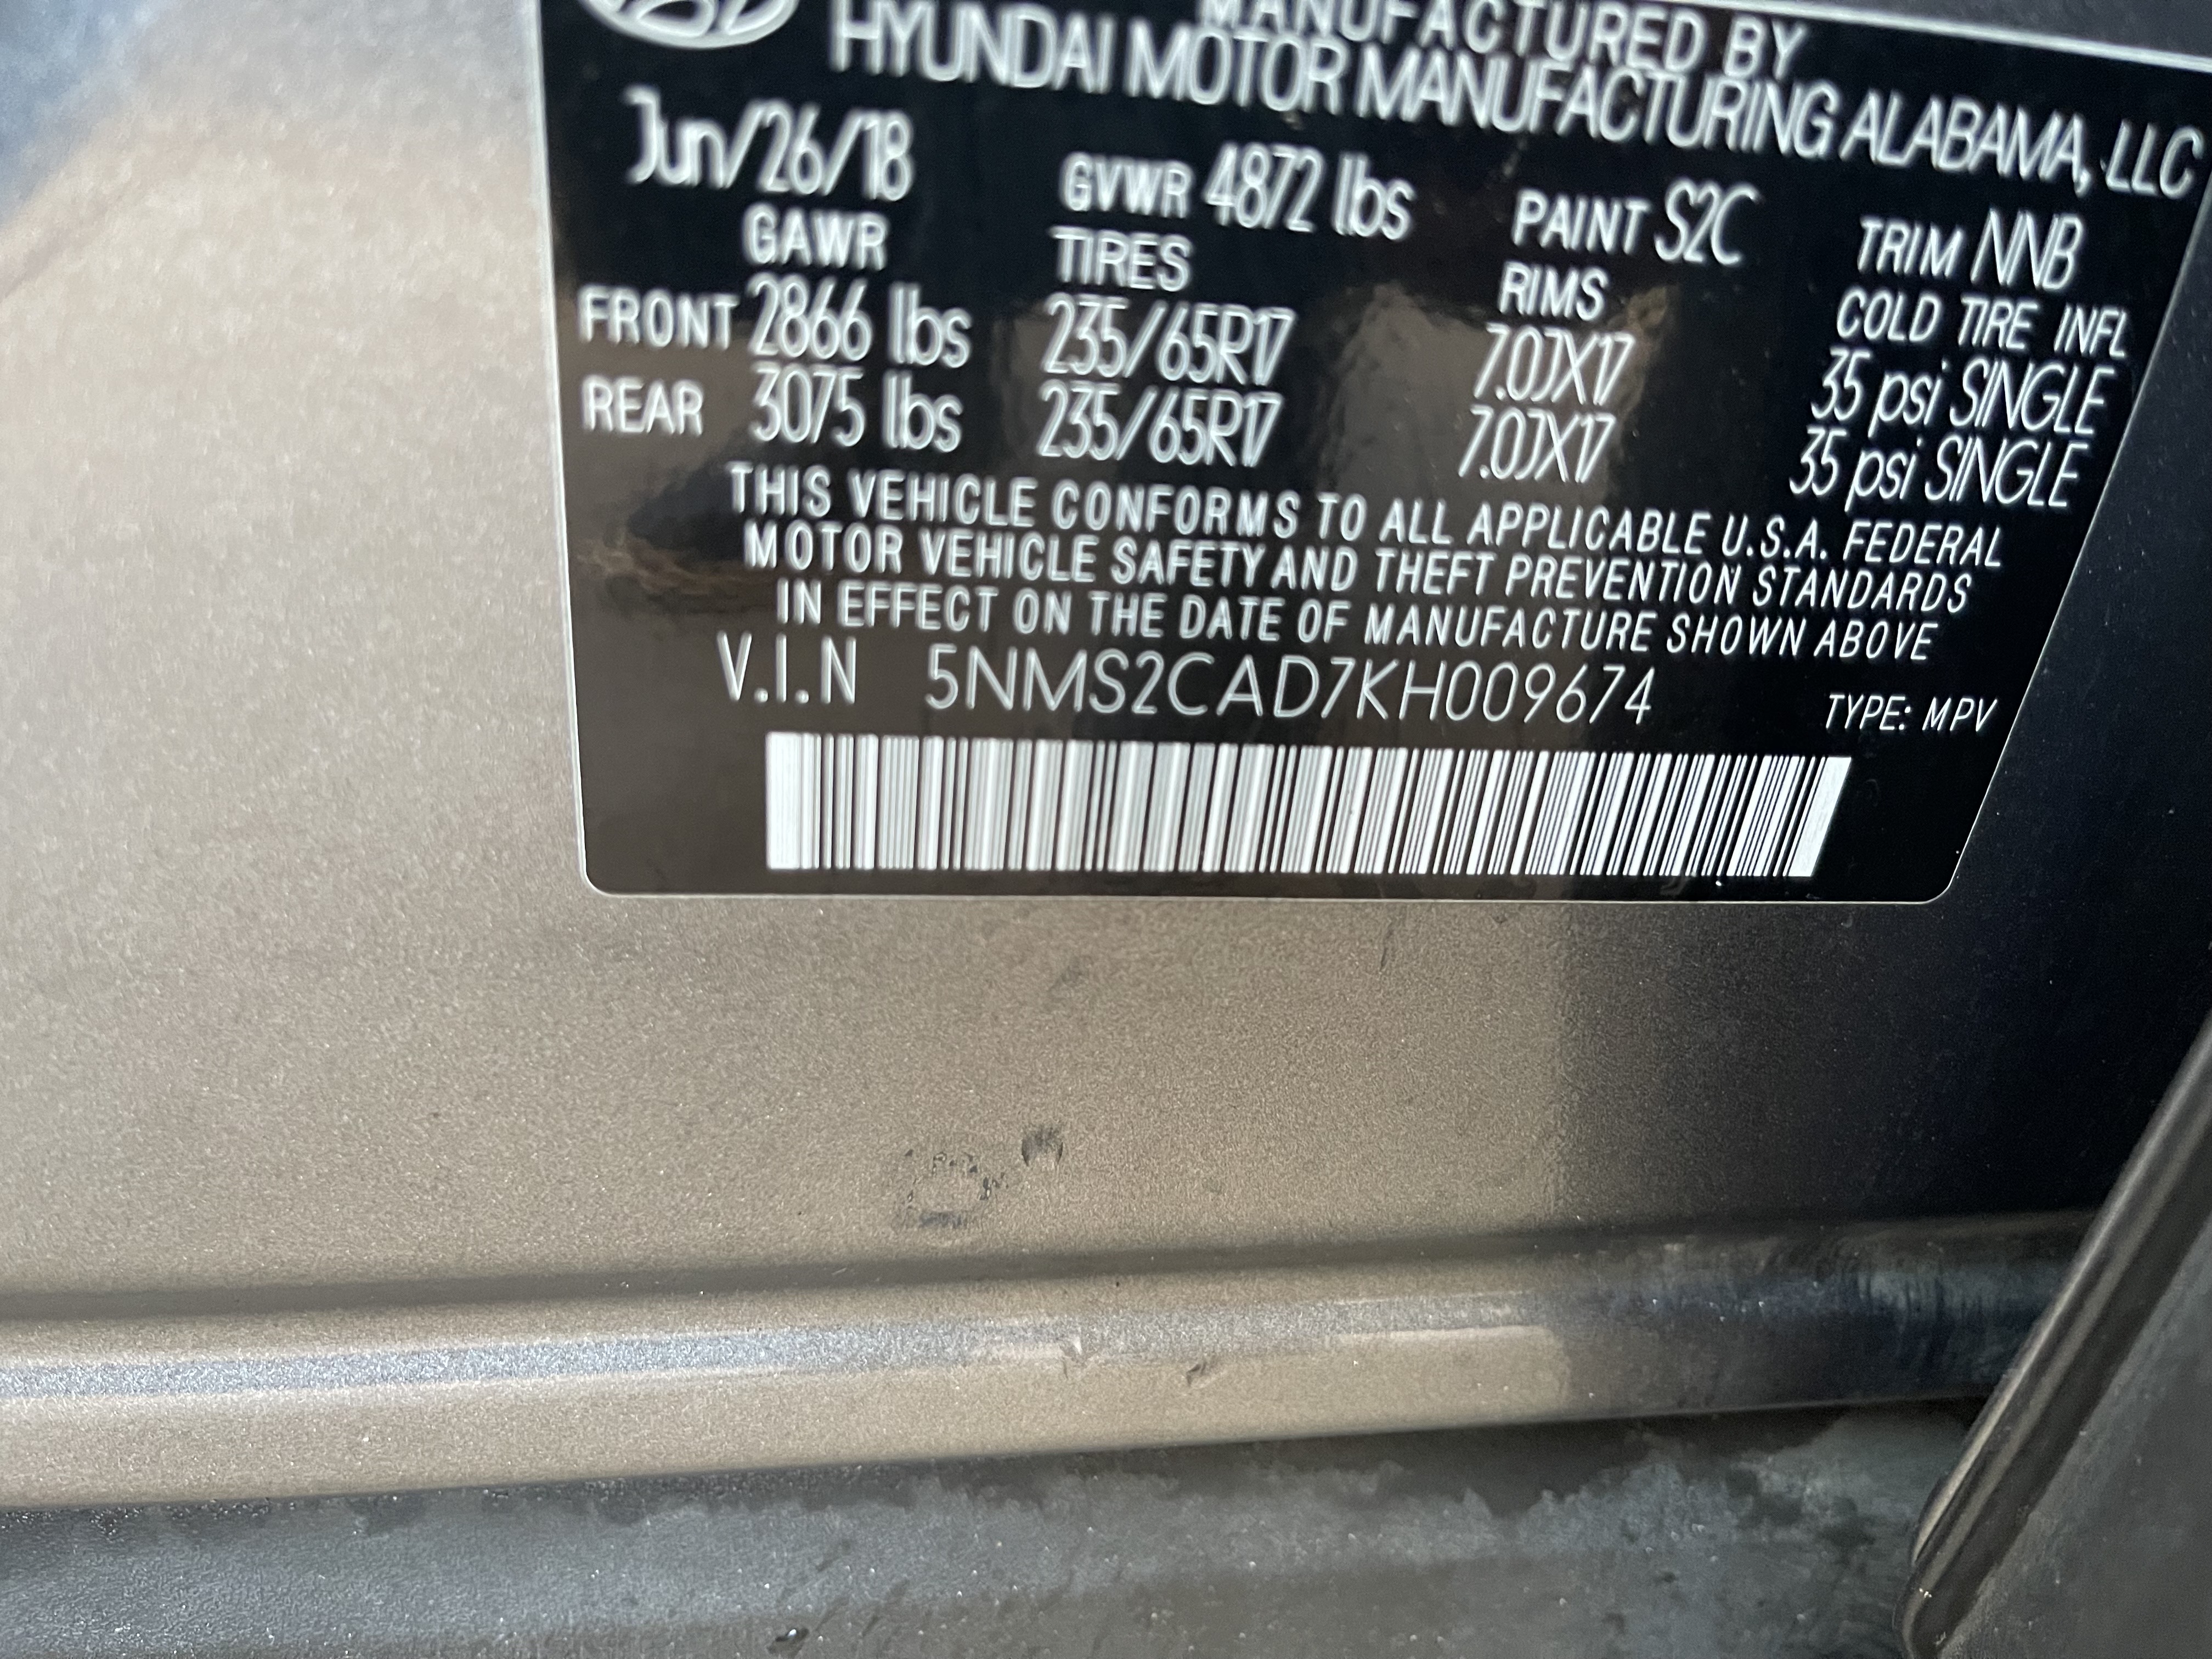 MANUFACTURED BY
HYUNDAI MOTOR MANUFACTURING ALABAMA, LLC
Jun/26/18 GVWR 4872 lbs PAINT S2C TRIM NNB
GAWR TIRES RIMS COLD TIRE INFL
FRONT 2866 lbs 235/65R17 7.0JX17 35 psi SINGLE
REAR 3075 lbs 235/65R17 7.0JX17 35 psi SINGLE
THIS VEHICLE CONFORMS TO ALL APPLICABLE U.S.A. FEDERAL
MOTOR VEHICLE SAFETY AND THEFT PREVENTION STANDARDS
IN EFFECT ON THE DATE OF MANUFACTURE SHOWN ABOVE
V.I.N 5NMS2CAD7KH009674 TYPE: MPV